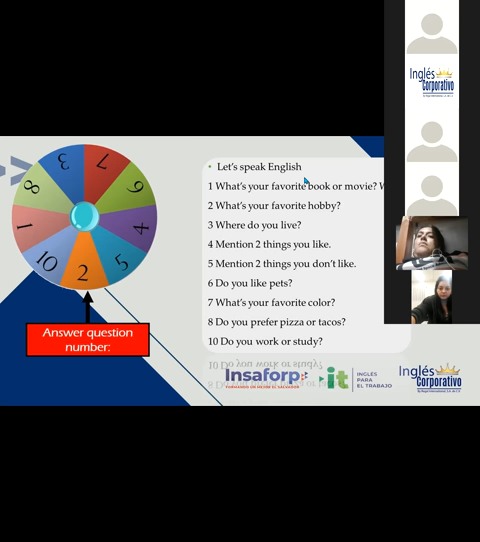 • Let's speak English
1 What's your favorite book or movie? W
2 What's your favorite hobby?
3 Where do you live?
4 Mention 2 things you like.
5 Mention 2 things you don't like.
6 Do you like pets?
7 What's your favorite color?
8 Do you prefer pizza or tacos?
10 Do you work or study?
3
7
6
4
5
2
10
1
8
Answer question
number:
Insaforp
it
INGLÉS
PARA
EL TRABAJO
Inglés
Corporativo
Inglés
Corporativo